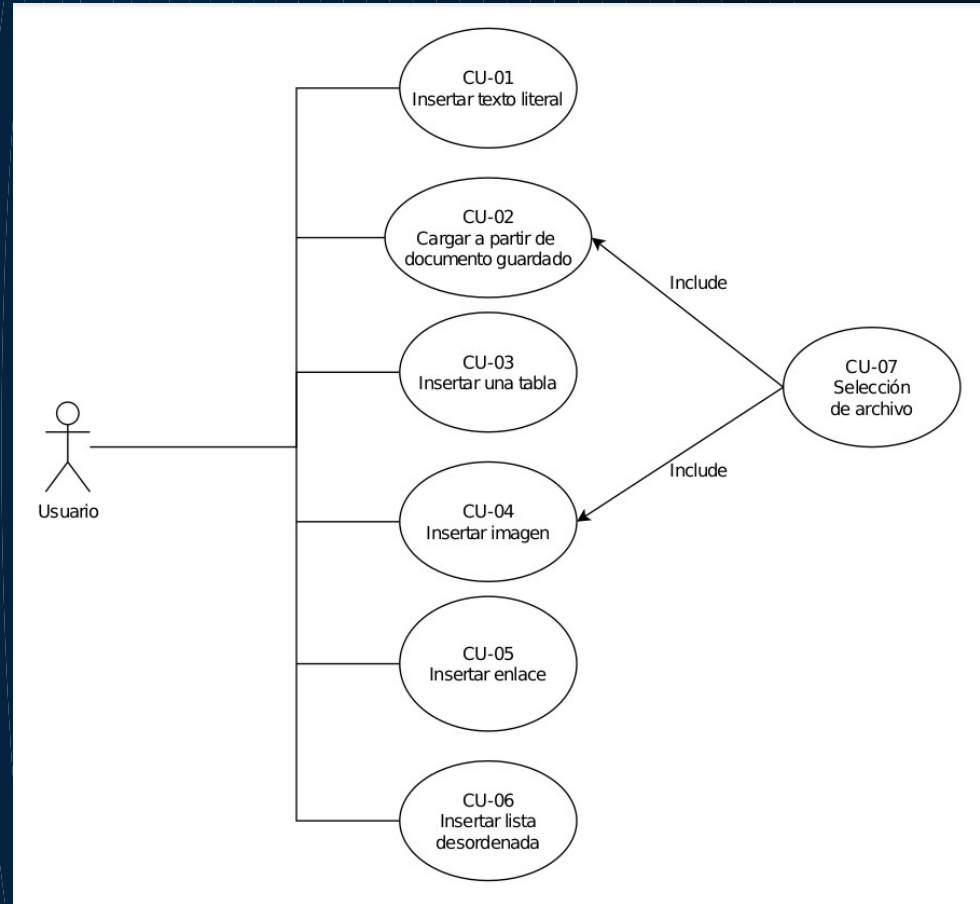 CU-01
Insertar texto literal
CU-02
Cargar a partir de
documento guardado
Include
CU-03
Insertar una tabla
CU-07
Selección
de archivo
Usuario
Include
CU-04
Insertar imagen
CU-05
Insertar enlace
CU-06
Insertar lista
desordenada